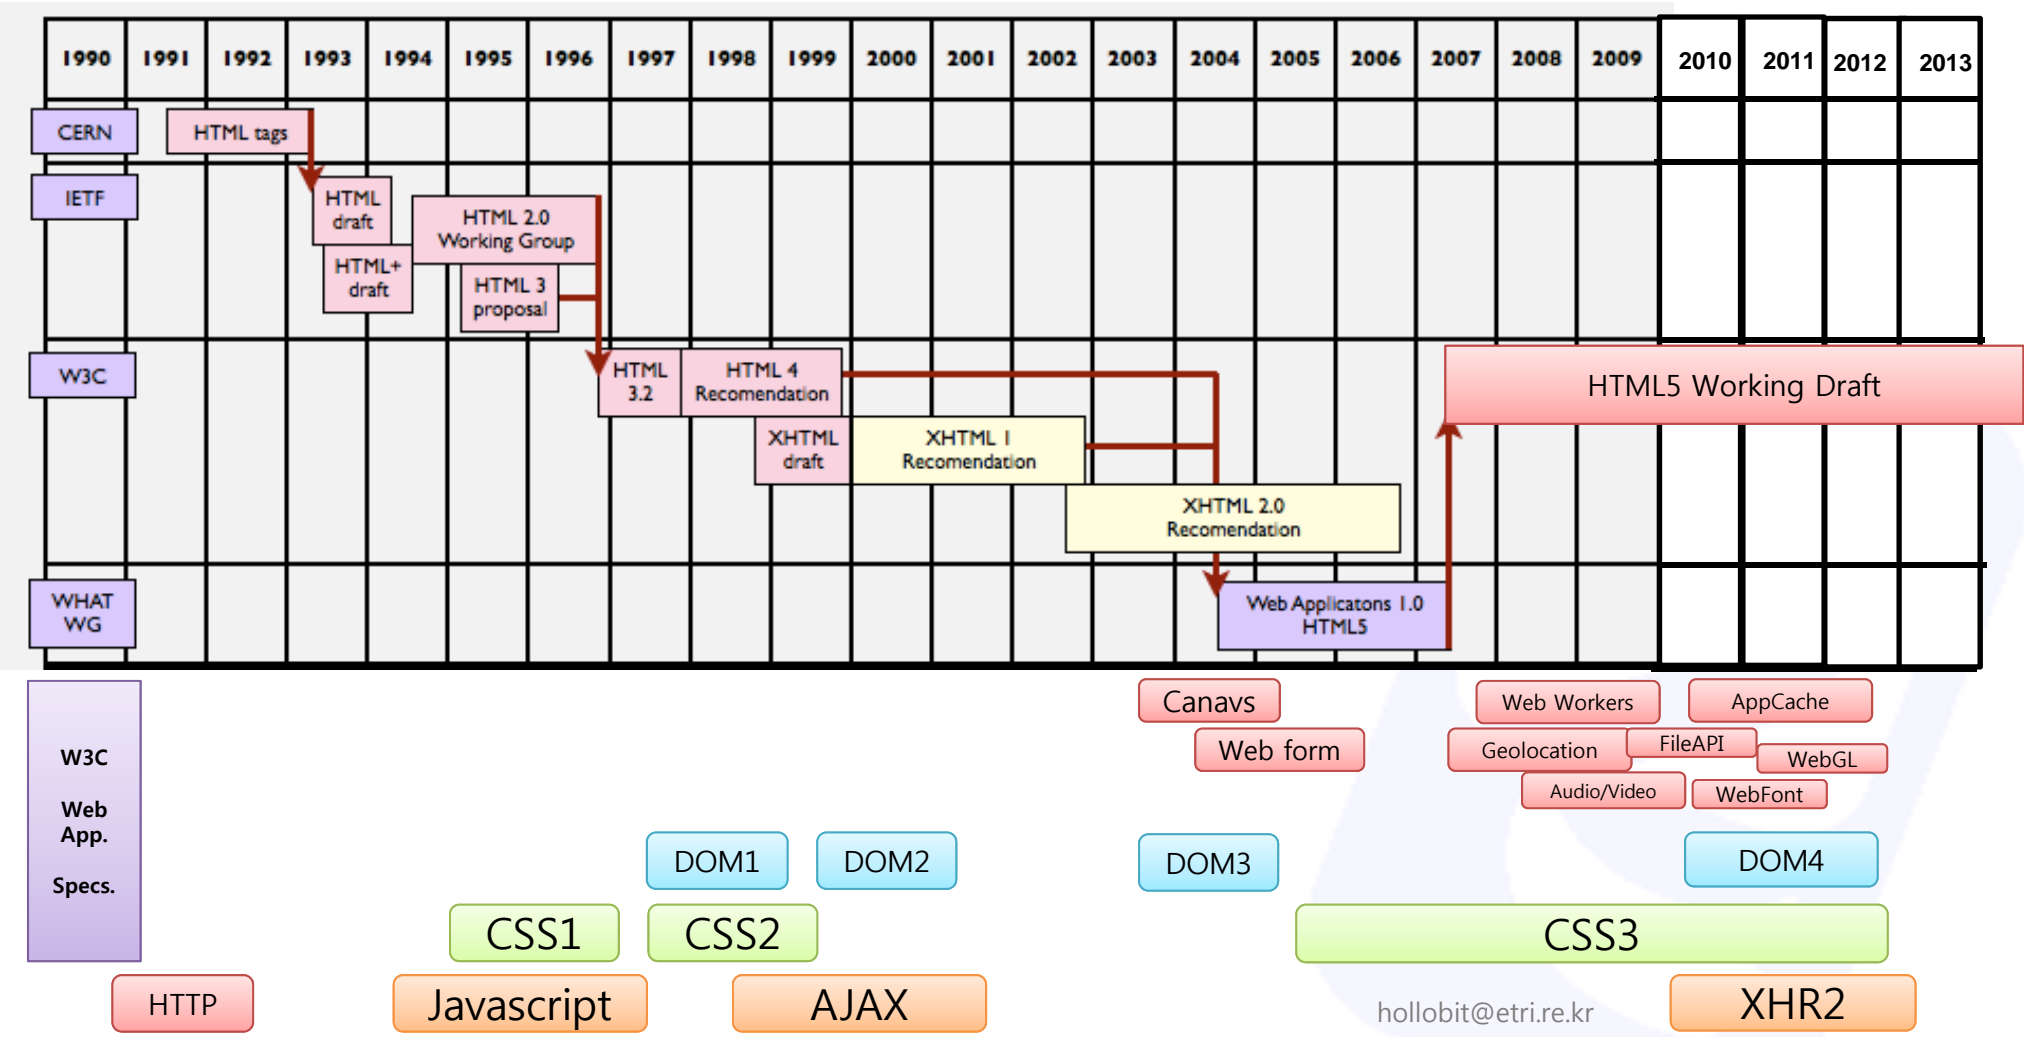 1990 1991 1992 1993 1994 1995 1996 1997 1998 1999 2000 2001 2002 2003 2004 2005 2006 2007 2008 2009 2010 2011 2012 2013
CERN
HTML tags
IETF
HTML
draft
HTML 2.0
Working Group
HTML+
draft
HTML 3
proposal
W3C
HTML
3.2
HTML 4
Recomendation
HTML5 Working Draft
XHTML
draft
XHTML 1
Recomendation
XHTML 2.0
Recomendation
WHAT
WG
Web Applicatons 1.0
HTML5
W3C
Web
App.
Specs.
Canavs
Web Workers
AppCache
Web form
Geolocation
FileAPI
WebGL
Audio/Video
WebFont
DOM1
DOM2
DOM3
DOM4
CSS1
CSS2
CSS3
HTTP
Javascript
AJAX
hollobit@etri.re.kr
XHR2